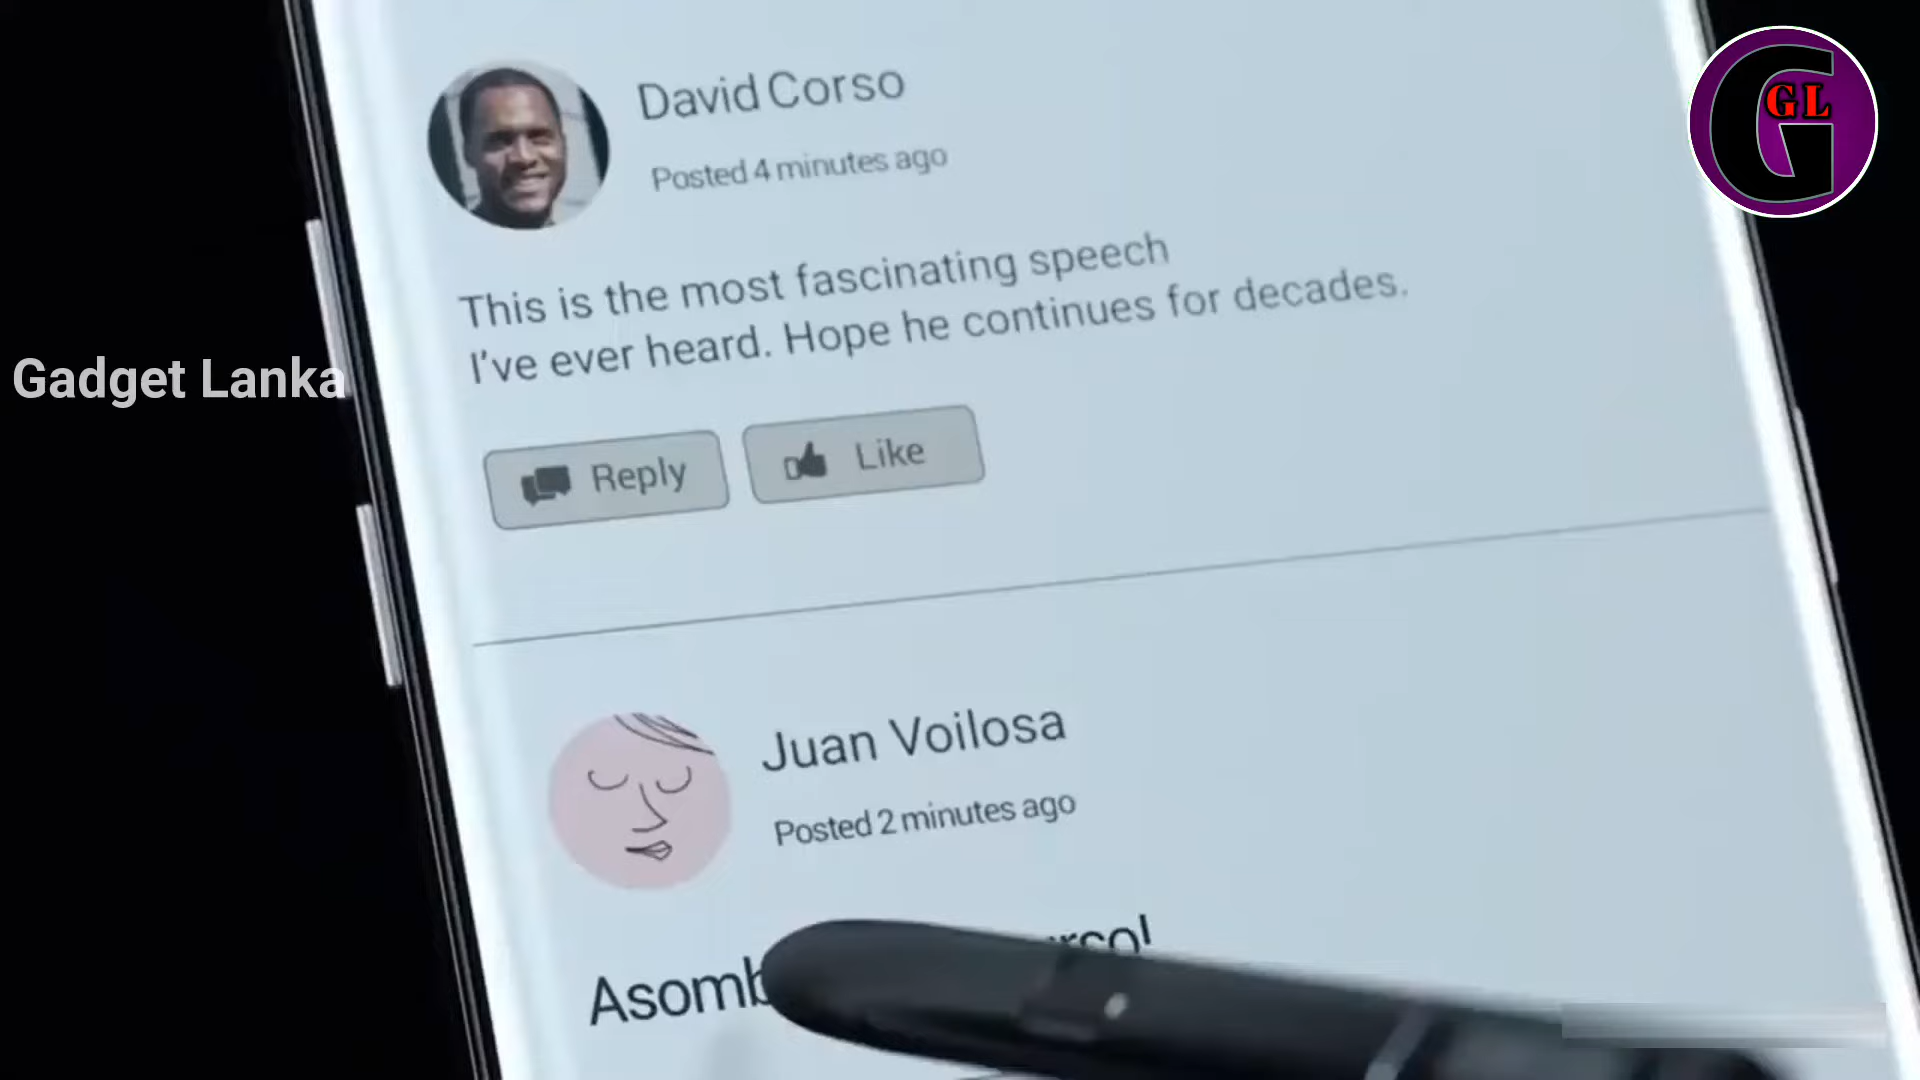 David Corso
Posted 4 minutes ago
GL
G
This is the most fascinating speech
I've ever heard. Hope he continues for decades.
Gadget Lanka
Reply
Like
Juan Voilosa
Posted 2 minutes ago